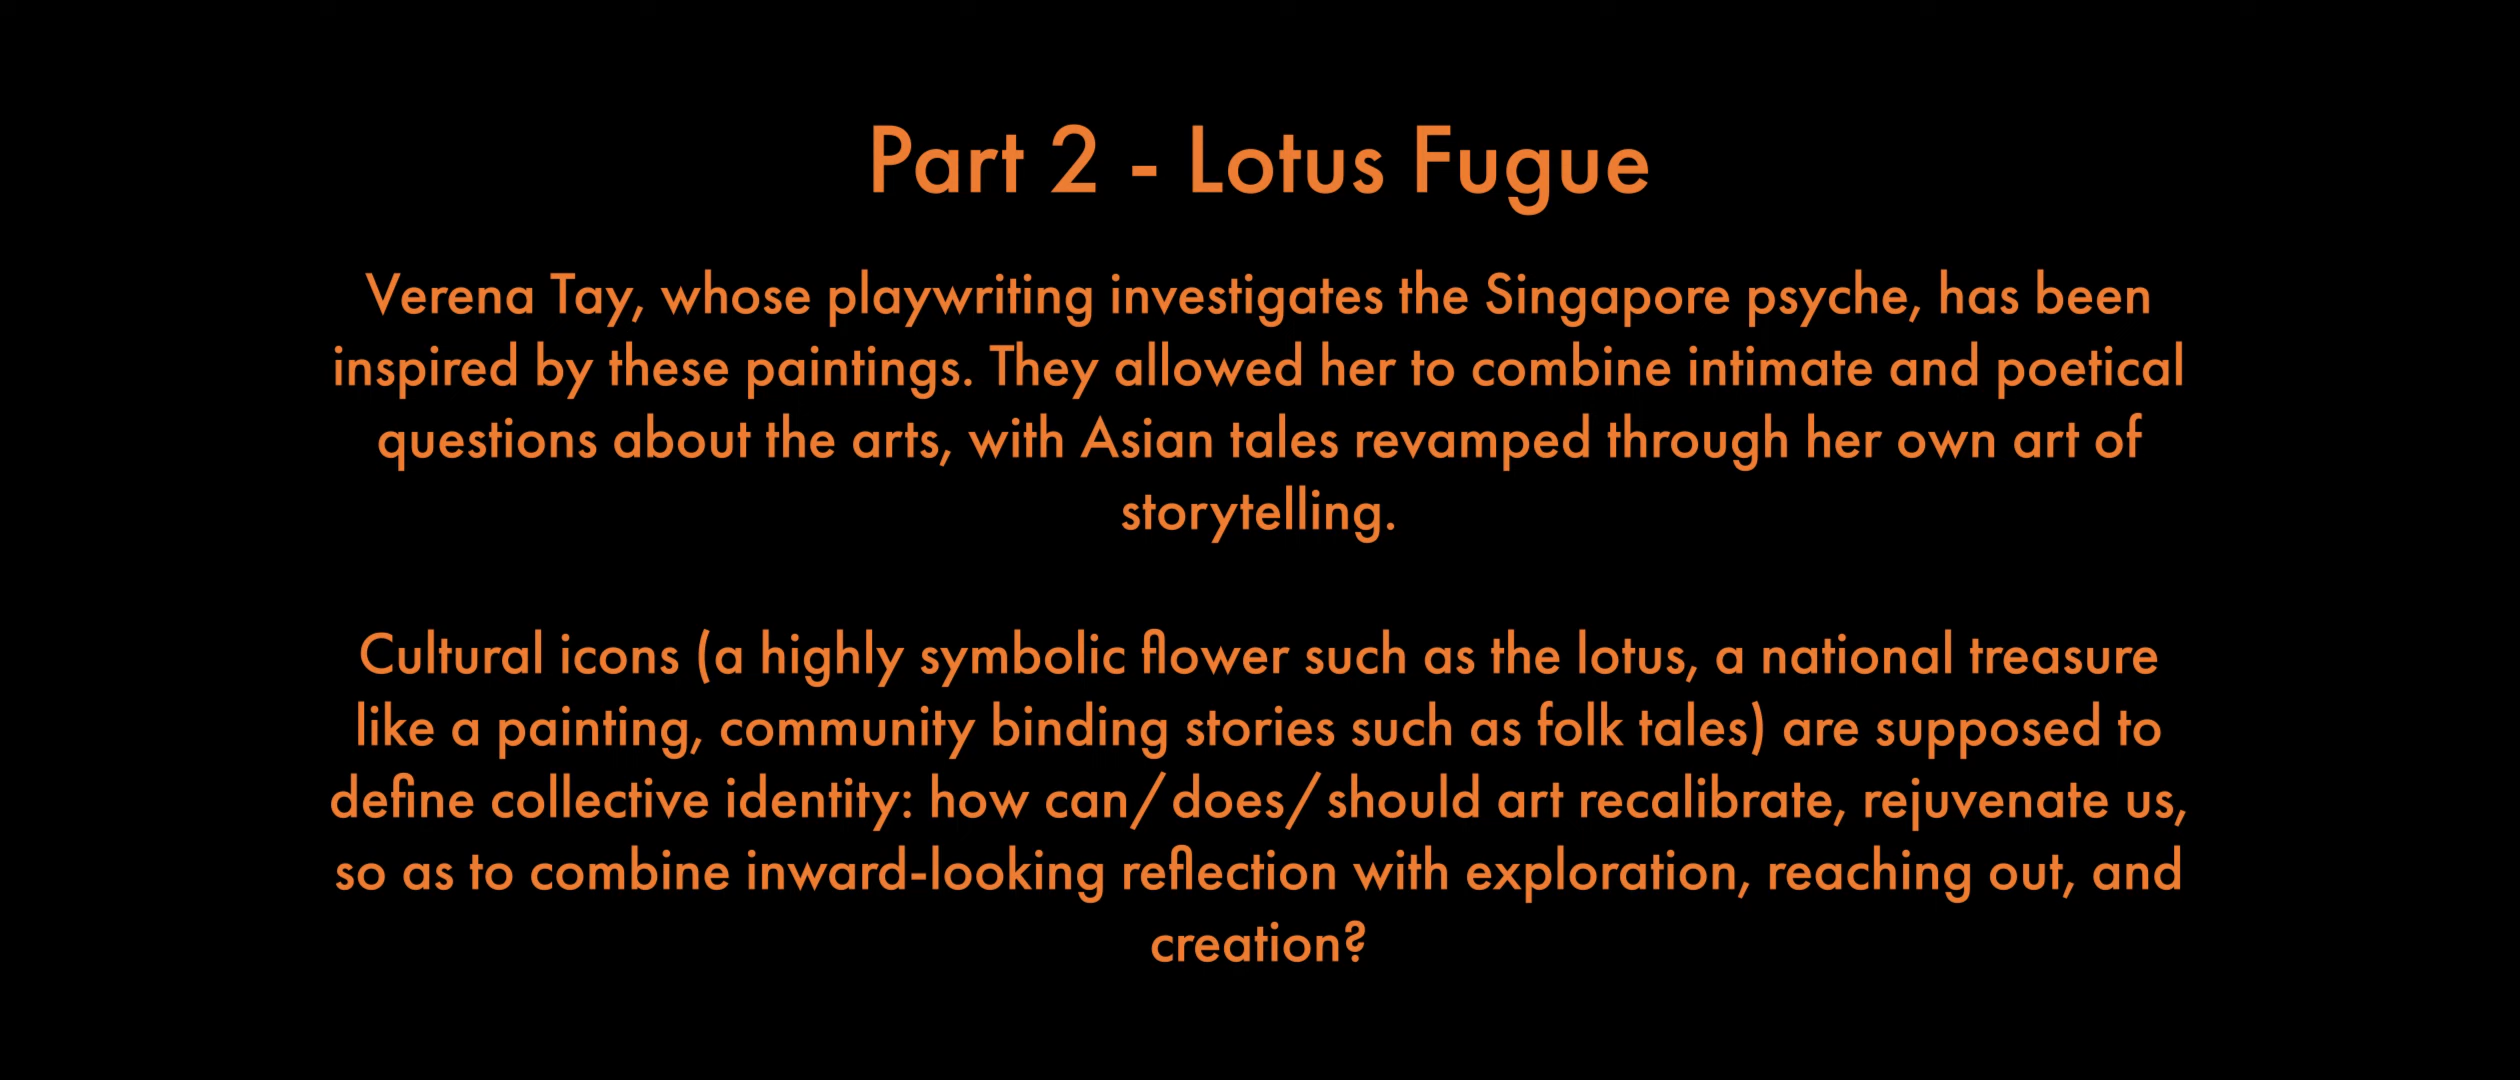 Part 2 - Lotus Fugue
Verena Tay, whose playwriting investigates the Singapore psyche, has been
inspired by these paintings. They allowed her to combine intimate and poetical
questions about the arts, with Asian tales revamped through her own art of
storytelling.
Cultural icons (a highly symbolic flower such as the lotus, a national treasure
like a painting, community binding stories such as folk tales) are supposed to
define collective identity: how can/does/should art recalibrate, rejuvenate us,
so as to combine inward-looking reflection with exploration, reaching out, and
creation?